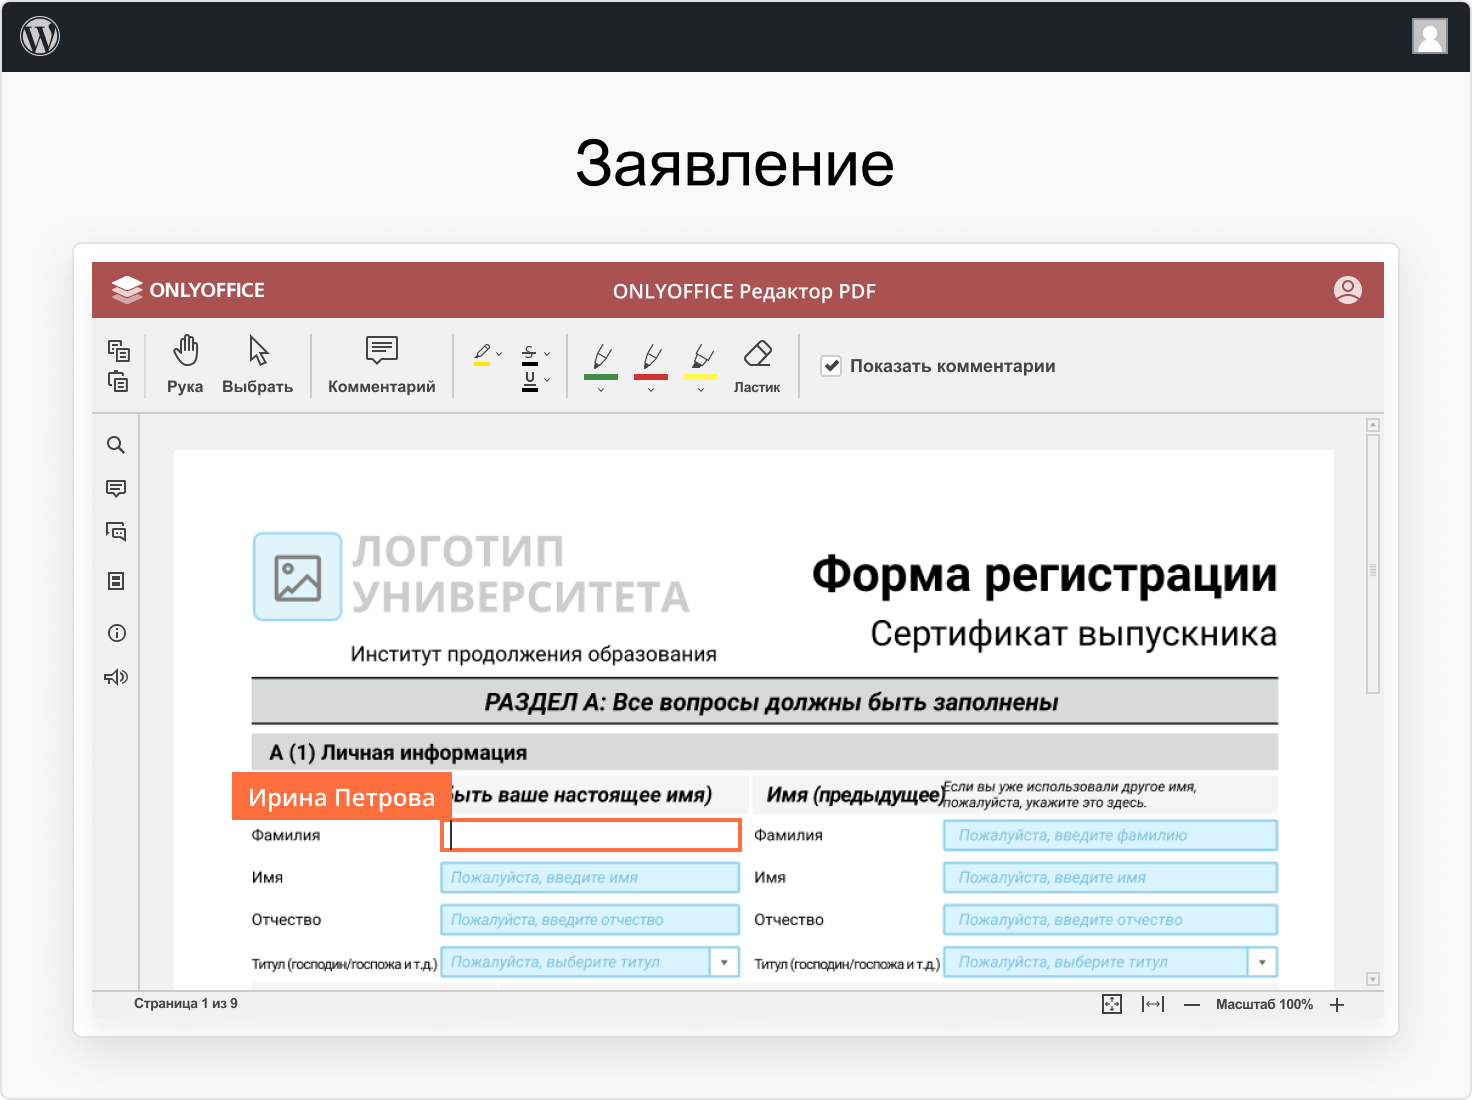 Заявление
ONLYOFFICE
ONLYOFFICE Редактор PDF
Рука
Выбрать
Комментарий
S
U
Ластик
Показать комментарии
ЛОГОТИП
УНИВЕРСИТЕТА
Институт продолжения образования
Форма регистрации
Сертификат выпускника
РАЗДЕЛ А: Все вопросы должны быть заполнены
А (1) Личная информация
Ирина Петрова
быть ваше настоящее имя)
Имя (предыдущее)
Если вы уже использовали другое имя,
пожалуйста, укажите это здесь.
Фамилия
Фамилия
Пожалуйста, введите фамилию
Имя
Пожалуйста, введите имя
Имя
Пожалуйста, введите имя
Отчество
Пожалуйста, введите отчество
Отчество
Пожалуйста, введите отчество
Титул (господин/госпожа и т.д.)
Пожалуйста, выберите титул
Титул (господин/госпожа и т.д.)
Пожалуйста, выберите титул
Страница 1 из 9
Масштаб 100%